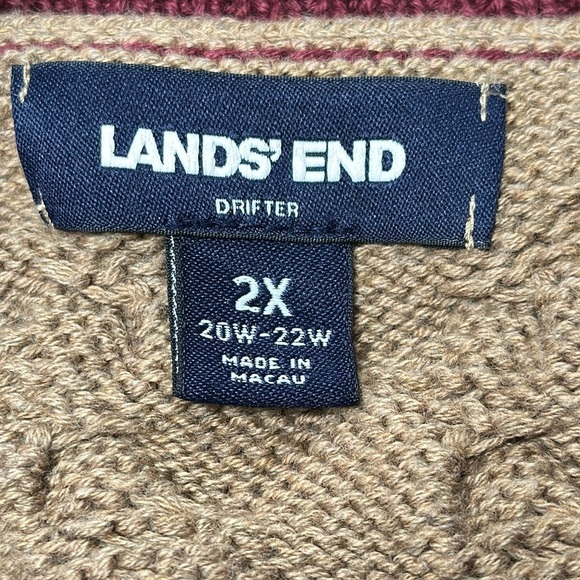 LANDS' END
DRIFTER
2X
20W-22W
MADE IN
MACAU